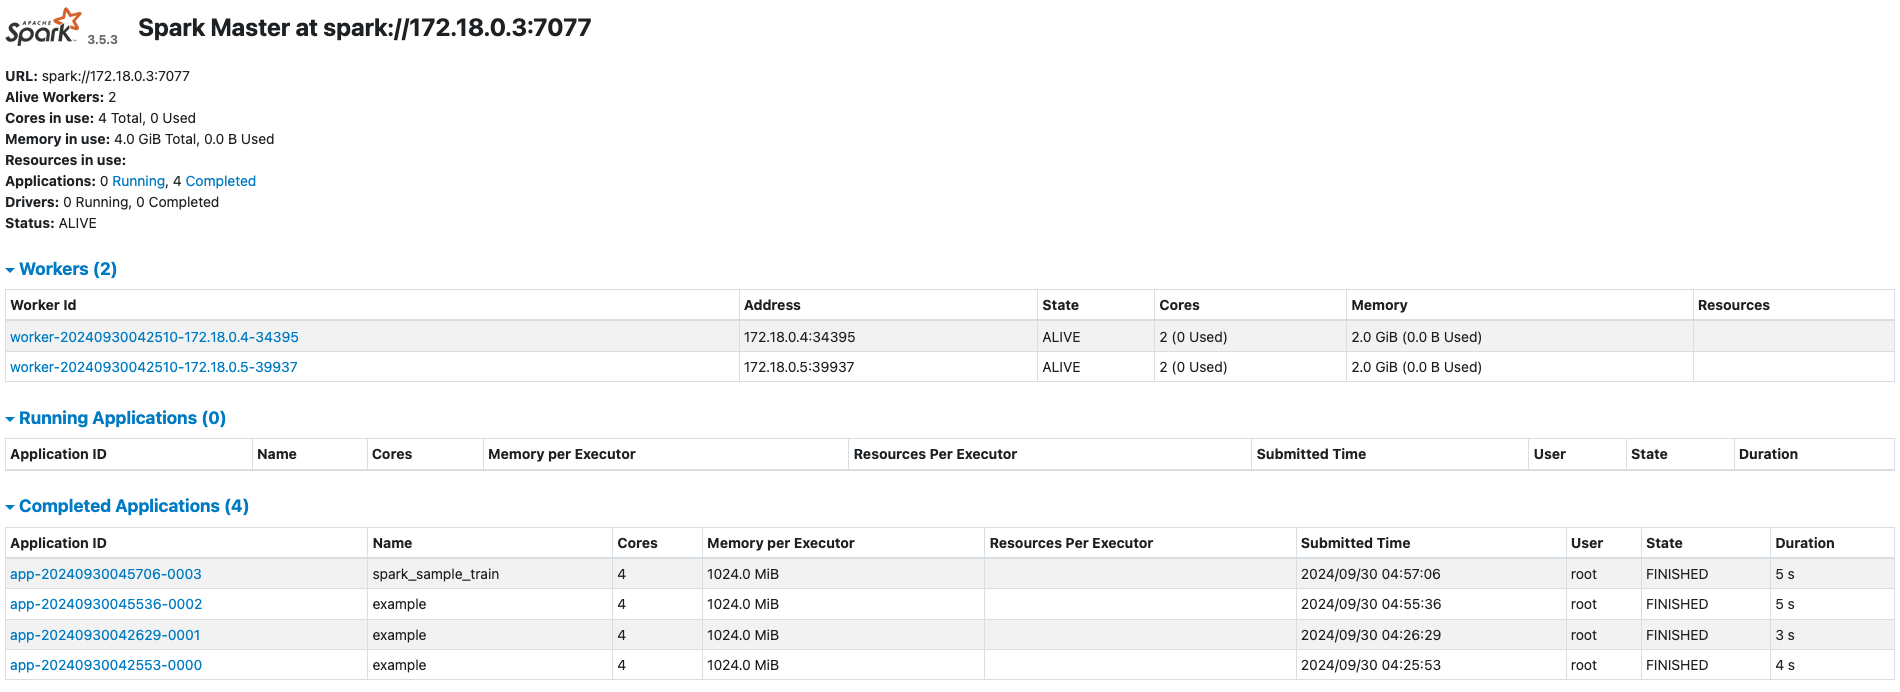 APACHE Spark 3.5.3 Spark Master at spark://172.18.0.3:7077
URL: spark://172.18.0.3:7077
Alive Workers: 2
Cores in use: 4 Total, 0 Used
Memory in use: 4.0 GiB Total, 0.0 B Used
Resources in use:
Applications: 0 Running, 4 Completed
Drivers: 0 Running, 0 Completed
Status: ALIVE
Workers (2)
Worker Id Address State Cores Memory Resources
worker-20240930042510-172.18.0.4-34395 172.18.0.4:34395 ALIVE 2 (0 Used) 2.0 GiB (0.0 B Used)
worker-20240930042510-172.18.0.5-39937 172.18.0.5:39937 ALIVE 2 (0 Used) 2.0 GiB (0.0 B Used)
Running Applications (0)
Application ID Name Cores Memory per Executor Resources Per Executor Submitted Time User State Duration
Completed Applications (4)
Application ID Name Cores Memory per Executor Resources Per Executor Submitted Time User State Duration
app-20240930045706-0003 spark_sample_train 4 1024.0 MiB 2024/09/30 04:57:06 root FINISHED 5 s
app-20240930045536-0002 example 4 1024.0 MiB 2024/09/30 04:55:36 root FINISHED 5 s
app-20240930042629-0001 example 4 1024.0 MiB 2024/09/30 04:26:29 root FINISHED 3 s
app-20240930042553-0000 example 4 1024.0 MiB 2024/09/30 04:25:53 root FINISHED 4 s